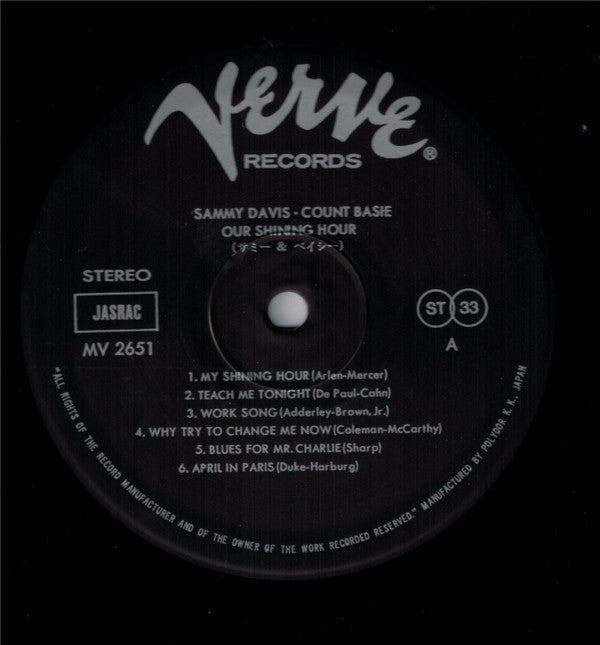 VERVE®
RECORDS
SAMMY DAVIS - COUNT BASIE
OUR SHINING HOUR
(サミー & ベイシー)
STEREO
JASRAC
MV 2651
ST 33
A
1. MY SHINING HOUR (Arlen-Mercer)
2. TEACH ME TONIGHT (De Paul-Cahn)
3. WORK SONG (Adderley-Brown, Jr.)
4. WHY TRY TO CHANGE ME NOW (Coleman-McCarthy)
5. BLUES FOR MR. CHARLIE (Sharp)
6. APRIL IN PARIS (Duke-Harburg)
"ALL RIGHTS OF THE RECORD MANUFACTURER AND OF THE OWNER OF THE WORK RECORDED RESERVED." MANUFACTURED BY POLYDOR K. K., JAPAN